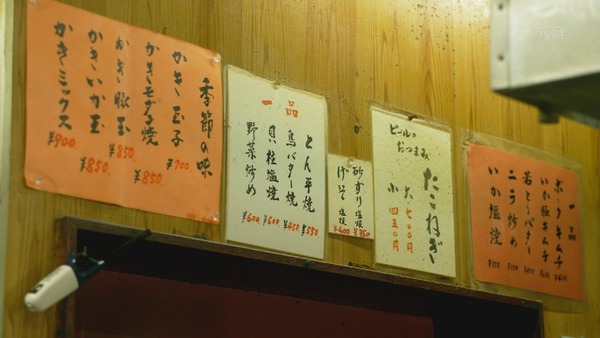 季節の味
かき玉子 ¥700
かきモダン焼 ¥850
かき豚玉 ¥850
かきいか玉 ¥850
かきミックス ¥900
一品
とん平焼 ¥550
鳥バター焼 ¥450
貝柱塩焼 ¥600
野菜炒め ¥600
砂ずり塩焼 ¥350
げそ塩焼 ¥400
ビールの
おつまみ
たこねぎ
大 七〇〇円
小 四五〇円
一品
ポークキムチ
いか豚キムチ
若とりバター
ニラ炒め
いか塩焼
TVer